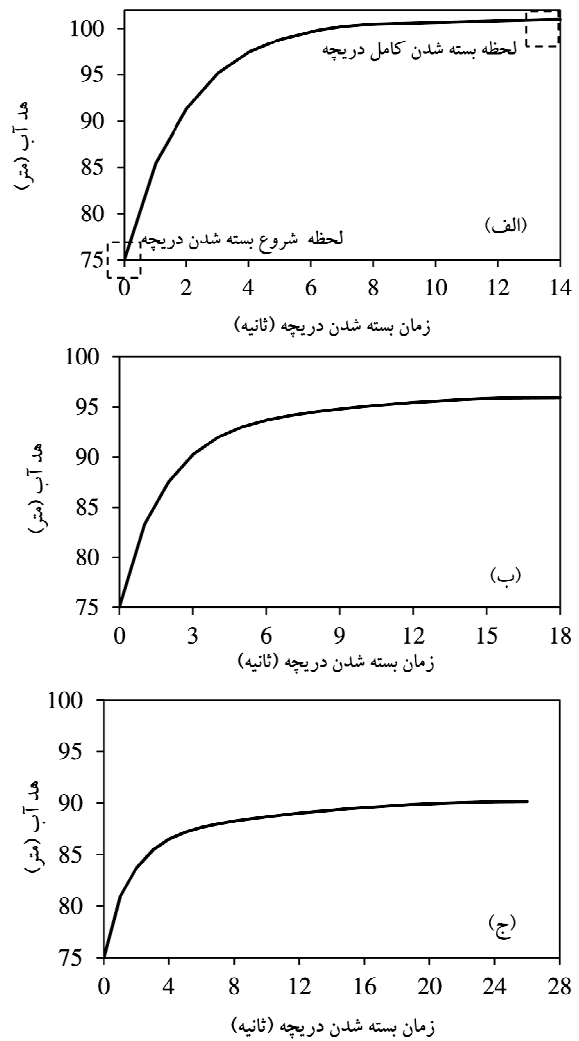 100
95
90
85
80
75
هد آب (متر)
لحظه بسته شدن کامل دریچه
(الف)
لحظه شروع بسته شدن دریچه
0 2 4 6 8 10 12 14
زمان بسته شدن دریچه (ثانیه)
100
95
90
85
80
75
هد آب (متر)
(ب)
0 3 6 9 12 15 18
زمان بسته شدن دریچه (ثانیه)
100
95
90
85
80
75
هد آب (متر)
(ج)
0 4 8 12 16 20 24 28
زمان بسته شدن دریچه (ثانیه)